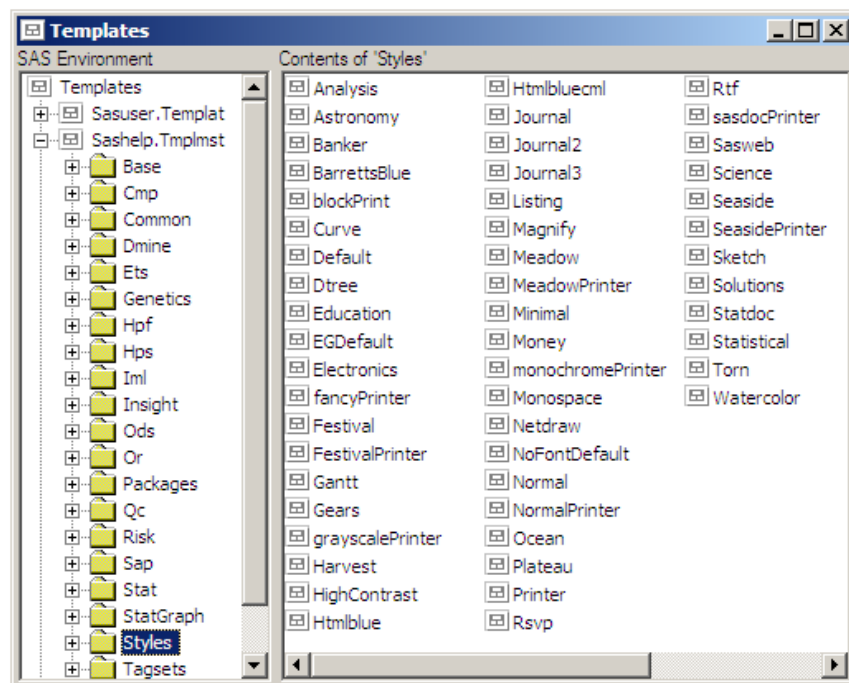 Templates
SAS Environment
Contents of 'Styles'
Templates
Sasuser.Templat
Sashelp.Tmplmst
Base
Cmp
Common
Dmine
Ets
Genetics
Hpf
Hps
Iml
Insight
Ods
Or
Packages
Qc
Risk
Sap
Stat
StatGraph
Styles
Tagsets
Analysis
Astronomy
Banker
BarrettsBlue
blockPrint
Curve
Default
Dtree
Education
EGDefault
Electronics
fancyPrinter
Festival
FestivalPrinter
Gantt
Gears
grayscalePrinter
Harvest
HighContrast
Htmlblue
Htmlbluecml
Journal
Journal2
Journal3
Listing
Magnify
Meadow
MeadowPrinter
Minimal
Money
monochromePrinter
Monospace
Netdraw
NoFontDefault
Normal
NormalPrinter
Ocean
Plateau
Printer
Rsvp
Rtf
sasdocPrinter
Sasweb
Science
Seaside
SeasidePrinter
Sketch
Solutions
Statdoc
Statistical
Torn
Watercolor